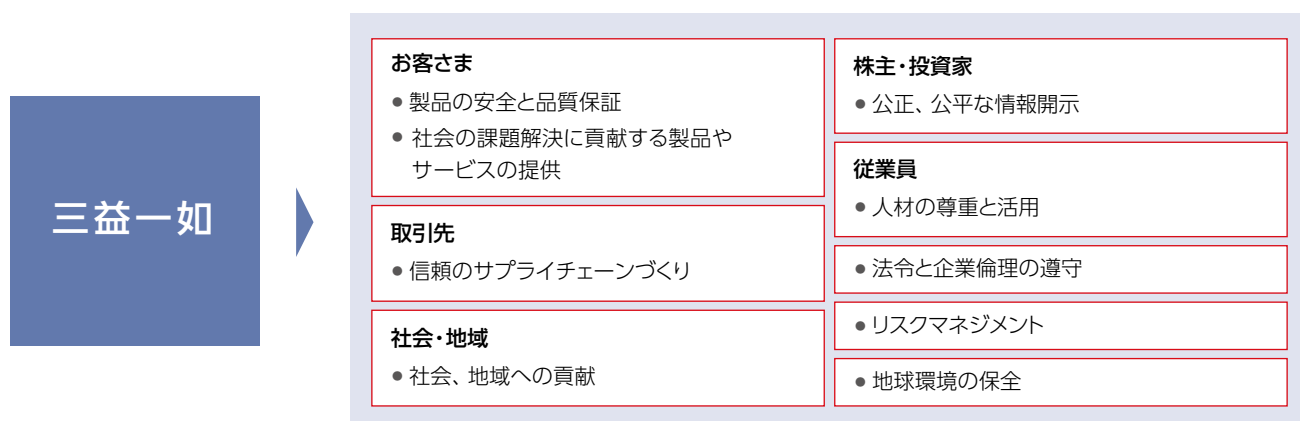 三益一如
お客さま
● 製品の安全と品質保証
● 社会の課題解決に貢献する製品や
サービスの提供
取引先
● 信頼のサプライチェーンづくり
社会・地域
● 社会、地域への貢献
株主・投資家
● 公正、公平な情報開示
従業員
● 人材の尊重と活用
● 法令と企業倫理の遵守
● リスクマネジメント
● 地球環境の保全